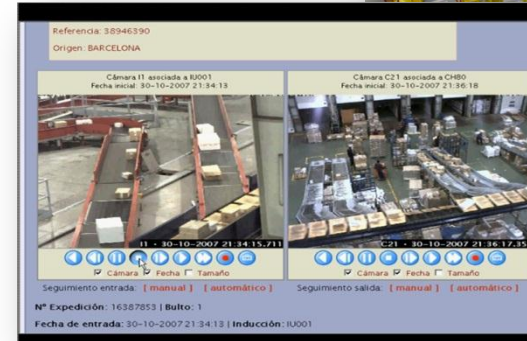 Referencia: 38946390
Origen: BARCELONA
Cámara I1 asociada a IU001
Fecha inicial: 30-10-2007 21:34:13
Cámara C21 asociada a CH80
Fecha inicial: 30-10-2007 21:36:18
I1 · 30-10-2007 21:34:15,711
C21 · 30-10-2007 21:36:17,35
Cámara Fecha Tamaño
Cámara Fecha Tamaño
Seguimiento entrada: [manual] [automático]
Seguimiento salida: [manual] [automático]
Nº Expedición: 16387853 | Bulto: 1
Fecha de entrada: 30-10-2007 21:34:13 | Inducción: IU001